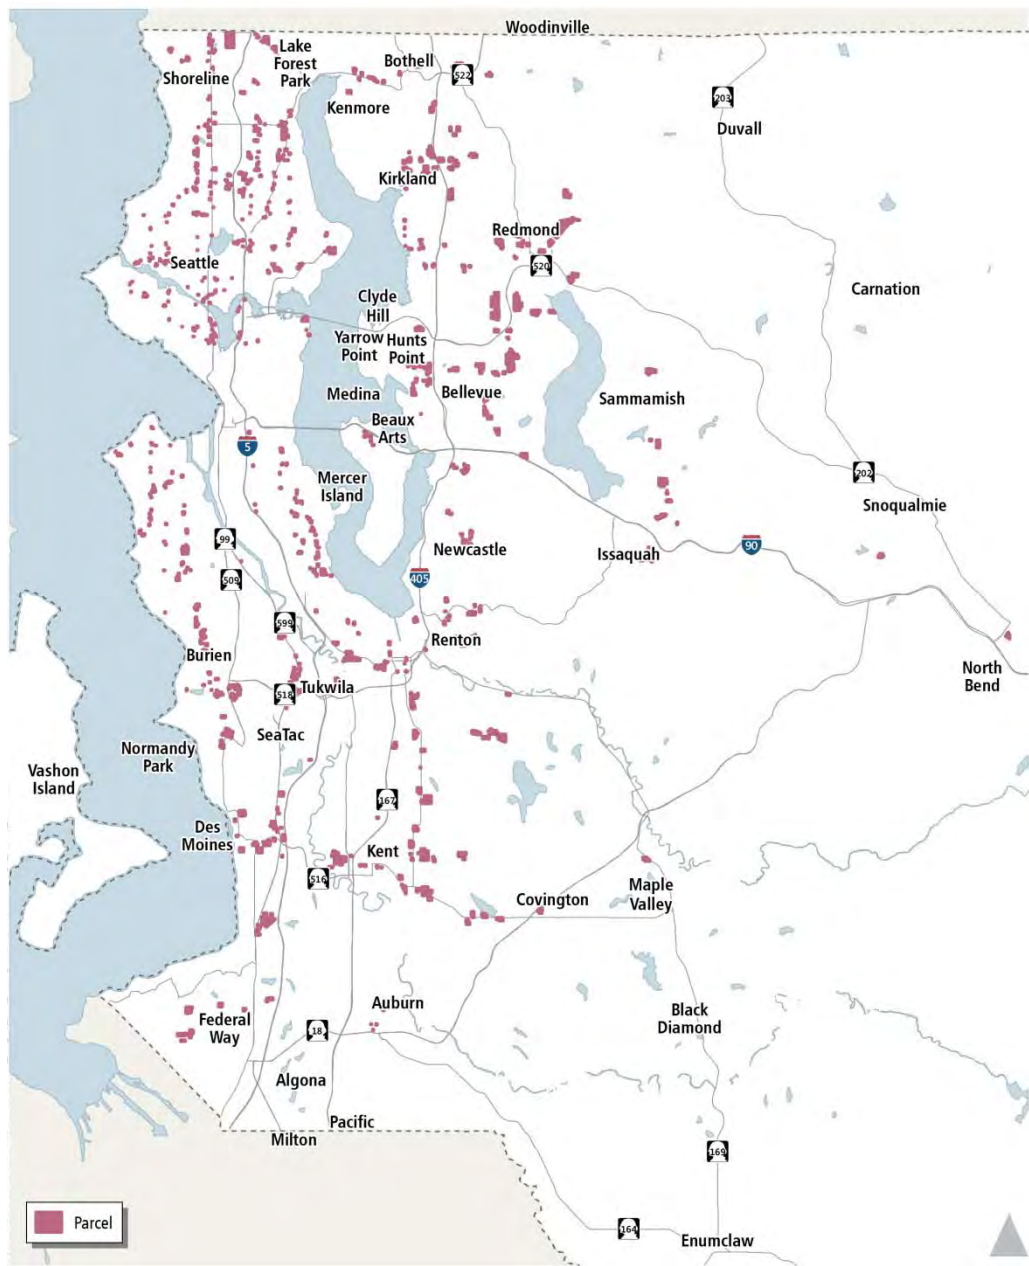 Woodinville
Lake
Forest
Park
Bothell
Shoreline
522
Kenmore
203
Duvall
Kirkland
Redmond
Seattle
520
Carnation
Clyde
Hill
Yarrow
Point
Hunts
Point
Medina
Bellevue
Sammamish
Beaux
Arts
5
Mercer
Island
202
Snoqualmie
99
Newcastle
Issaquah
90
509
405
599
Renton
Burien
North
Bend
Tukwila
518
SeaTac
Normandy
Park
Vashon
Island
167
Des
Moines
Kent
516
Covington
Maple
Valley
Auburn
Black
Diamond
Federal
Way
18
Algona
Pacific
Milton
169
Parcel
164
Enumclaw